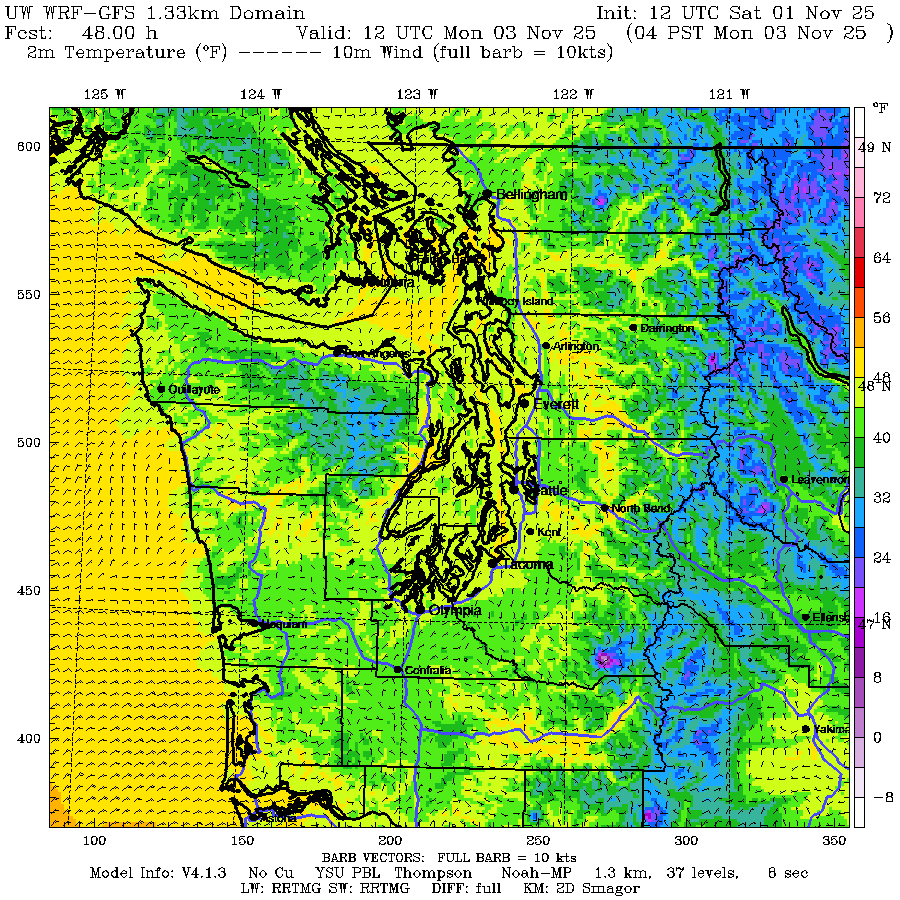 UW WRF-GFS 1.33km Domain Init: 12 UTC Sat 01 Nov 25
Fcst: 48.00 h Valid: 12 UTC Mon 03 Nov 25 (04 PST Mon 03 Nov 25 )
2m Temperature (°F) ------ 10m Wind (full barb = 10kts)
125 W 124 W 123 W 122 W 121 W °F
600 49 N
Bellingham
72
64
550 Island
Darrington 56
Arlington
Port Angeles 48
48 N
Quillayute
Everett
500 40
Leavenwor
Seattle 32
North Bend
Kent
Tacoma 24
450
Olympia Ellensb 16
Hoquiam 47 N
Centralia 8
Yakima
400 0
-8
Astoria
100 150 200 250 300 350
BARB VECTORS: FULL BARB = 10 kts
Model Info: V4.1.3 No Cu YSU PBL Thompson Noah-MP 1.3 km, 37 levels, 8 sec
LW: RRTMG SW: RRTMG DIFF: full KM: 2D Smagor